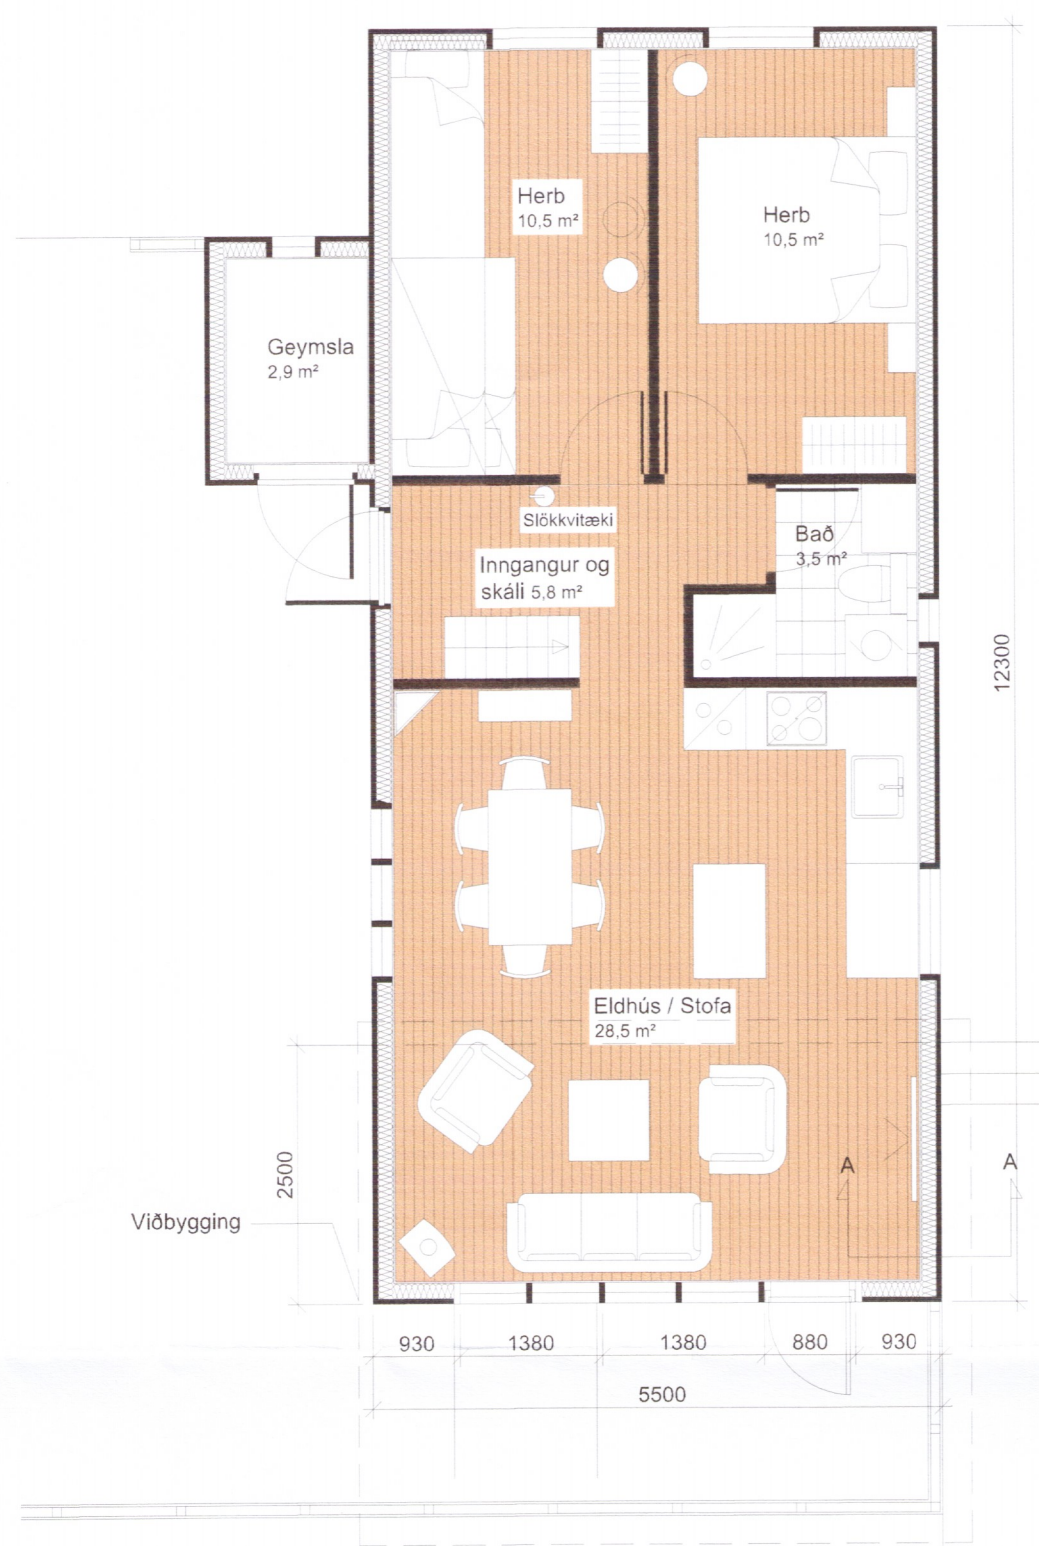 Herb
10,5 m²
Herb
10,5 m²
Geymsla
2,9 m²
Slökkvitæki
Inngangur og
skáli 5,8 m²
Bað
3,5 m²
12300
Eldhús / Stofa
28,5 m²
2500
A
A
Viðbygging
930
1380
1380
880
930
5500